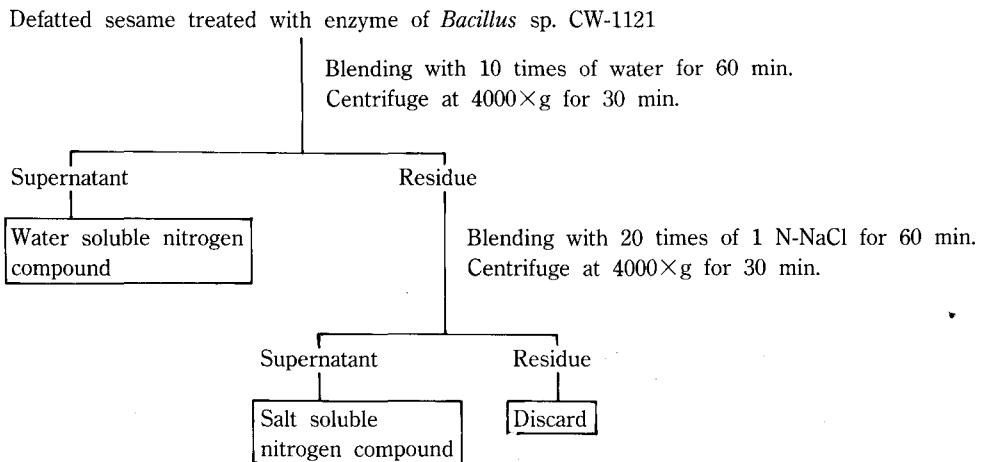 Defatted sesame treated with enzyme of Bacillus sp. CW-1121
Blending with 10 times of water for 60 min.
Centrifuge at 4000×g for 30 min.
Supernatant
Residue
Water soluble nitrogen
compound
Blending with 20 times of 1 N-NaCl for 60 min.
Centrifuge at 4000×g for 30 min.
Supernatant
Residue
Salt soluble
nitrogen compound
Discard